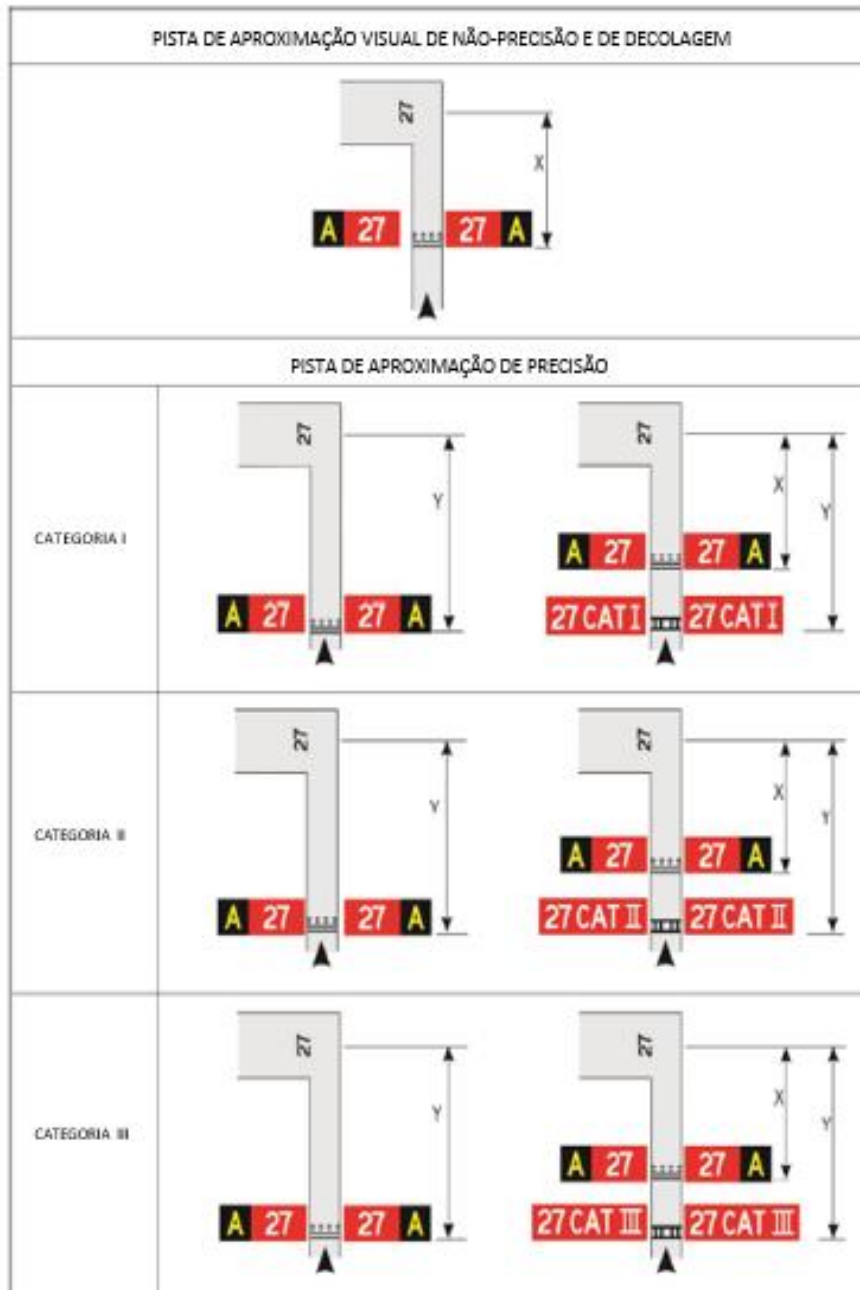 PISTA DE APROXIMAÇÃO VISUAL DE NÃO-PRECISÃO E DE DECOLAGEM
27
X
A 27 27 A
PISTA DE APROXIMAÇÃO DE PRECISÃO
CATEGORIA I
27
Y
A 27 27 A
27
X
Y
A 27 27 A
27 CAT I 27 CAT I
CATEGORIA II
27
Y
A 27 27 A
27
X
Y
A 27 27 A
27 CAT II 27 CAT II
CATEGORIA III
27
Y
A 27 27 A
27
X
Y
A 27 27 A
27 CAT III 27 CAT III